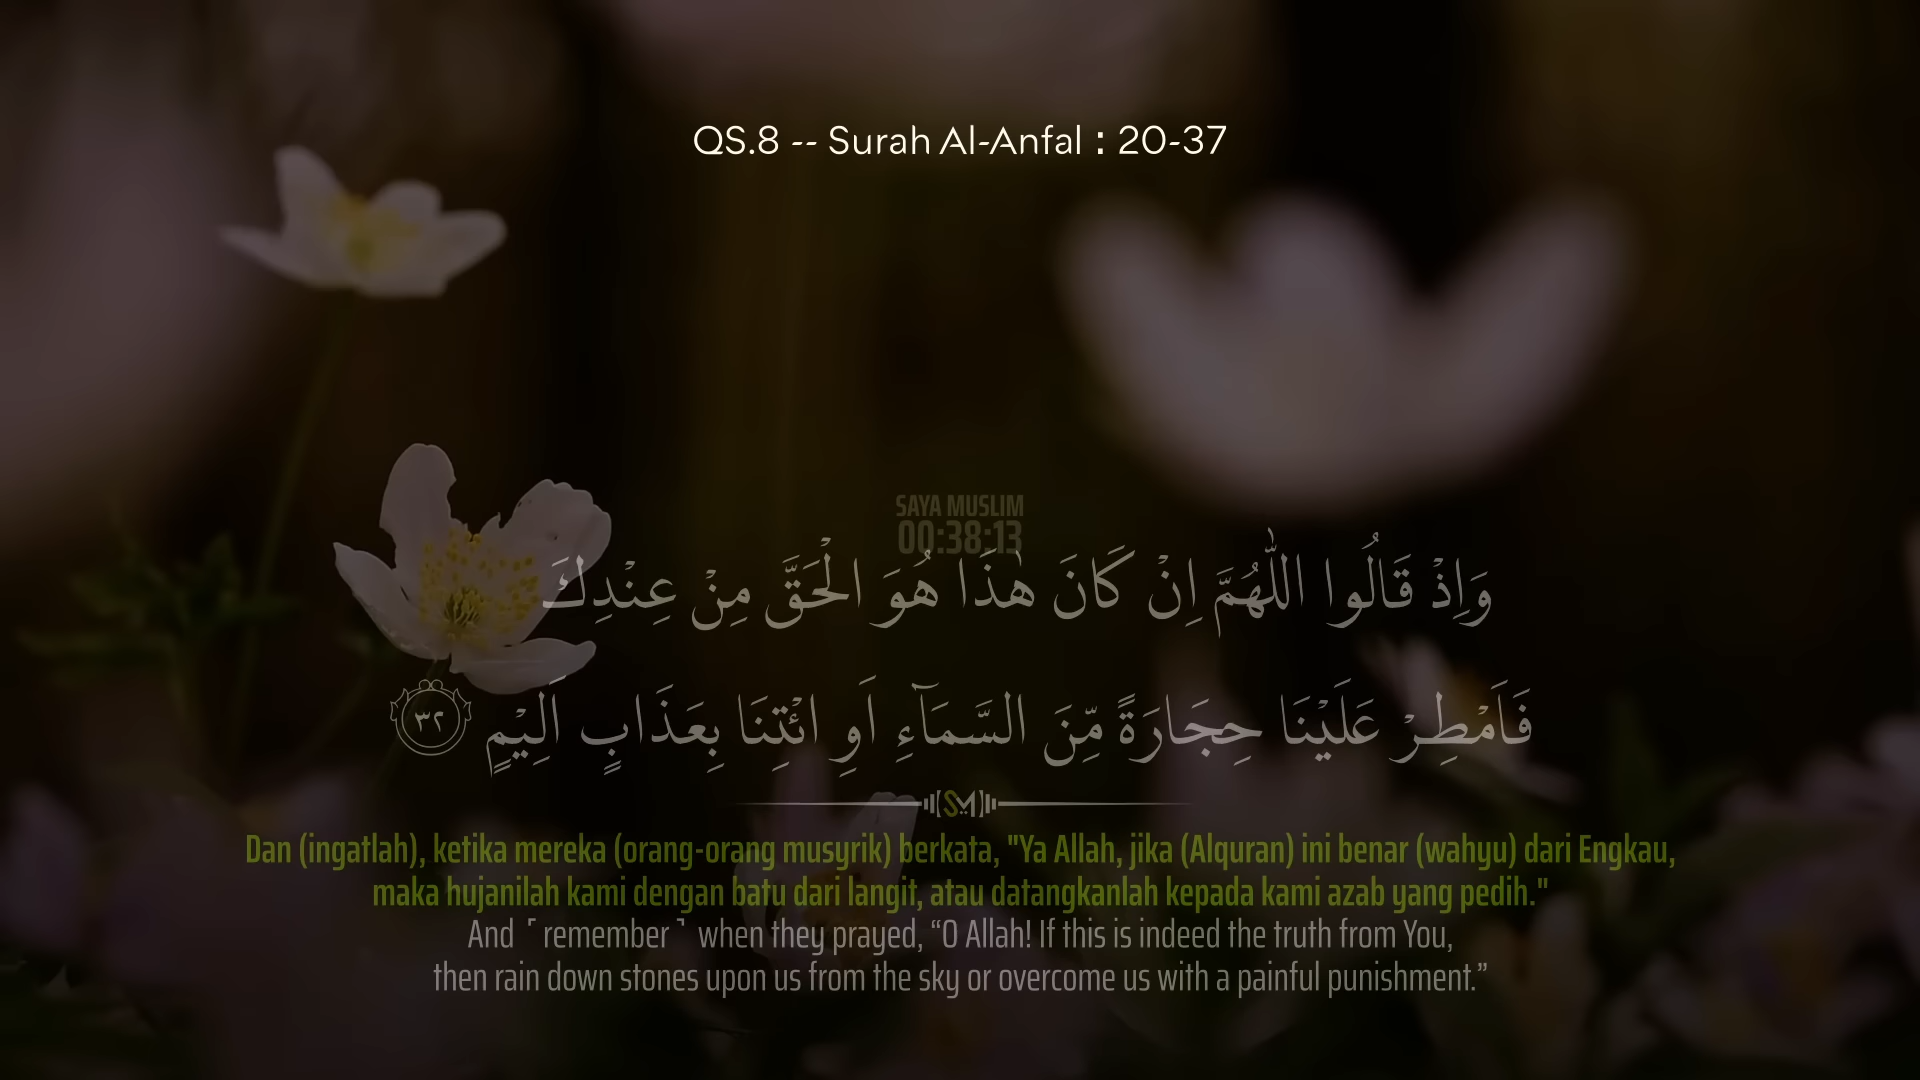 QS.8 -- Surah Al-Anfal : 20-37
SAYA MUSLIM
00:38:13
وَاِذْ قَالُوا اللّٰهُمَّ اِنْ كَانَ هٰذَا هُوَ الْحَقَّ مِنْ عِنْدِكَ
فَاَمْطِرْ عَلَيْنَا حِجَارَةً مِّنَ السَّمَاۤءِ اَوِ ائْتِنَا بِعَذَابٍ اَلِيْمٍ ٣٢
SM
Dan (ingatlah), ketika mereka (orang-orang musyrik) berkata, "Ya Allah, jika (Alquran) ini benar (wahyu) dari Engkau,
maka hujanilah kami dengan batu dari langit, atau datangkanlah kepada kami azab yang pedih."
And ˹remember˺ when they prayed, “O Allah! If this is indeed the truth from You,
then rain down stones upon us from the sky or overcome us with a painful punishment.”